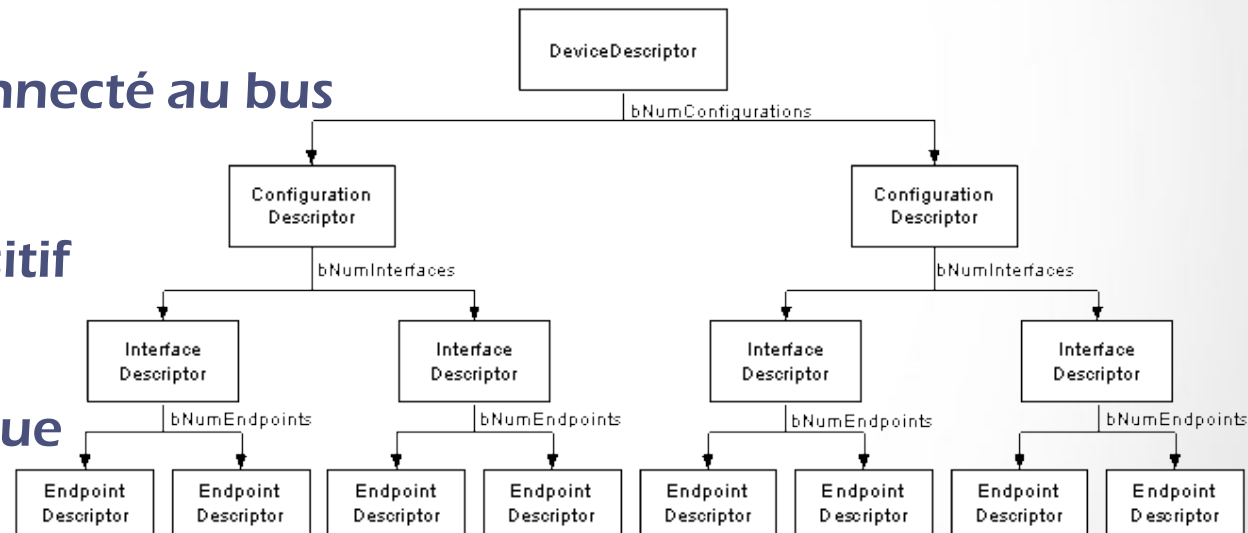 DeviceDescriptor
nnecté au bus
bNumConfigurations
Configuration
Descriptor
Configuration
Descriptor
itif
bNumInterfaces
bNumInterfaces
Interface
Descriptor
Interface
Descriptor
Interface
Descriptor
Interface
Descriptor
ue
bNumEndpoints
bNumEndpoints
bNumEndpoints
bNumEndpoints
Endpoint
Descriptor
Endpoint
Descriptor
Endpoint
Descriptor
Endpoint
Descriptor
Endpoint
Descriptor
Endpoint
Descriptor
Endpoint
Descriptor
Endpoint
Descriptor